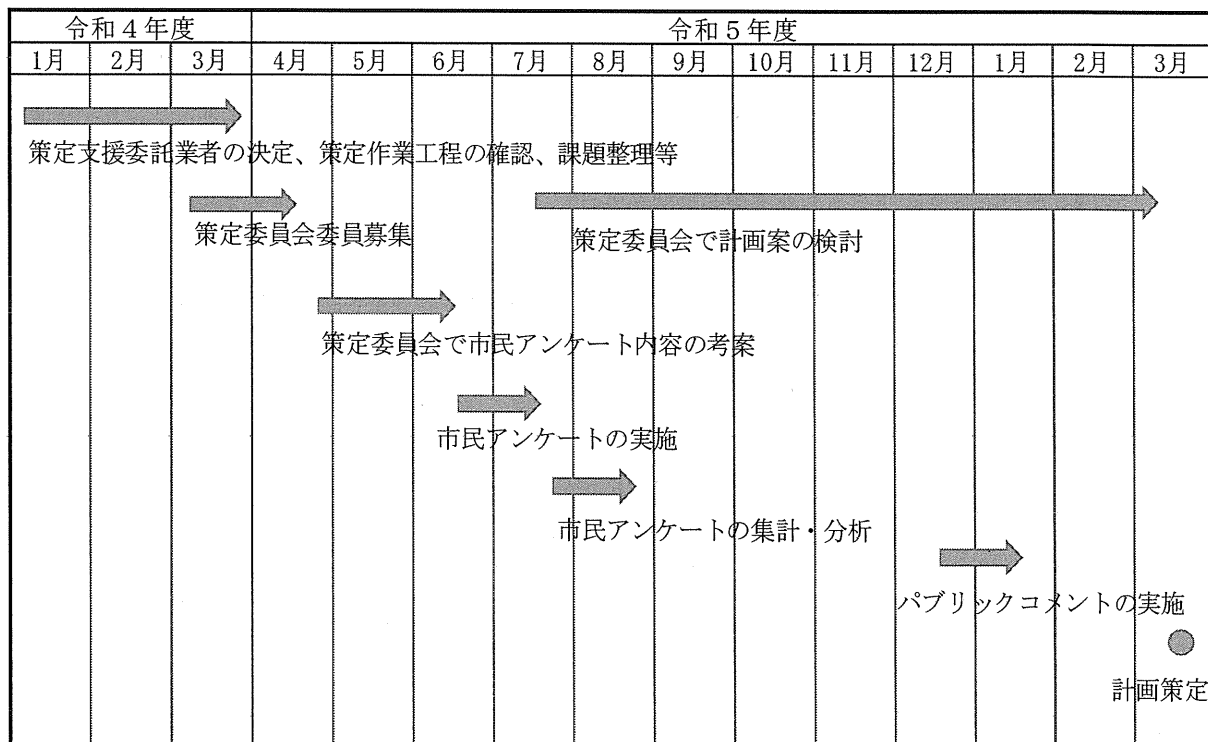 令和４年度
令和５年度
1月 2月 3月 4月 5月 6月 7月 8月 9月 10月 11月 12月 1月 2月 3月
策定支援委託業者の決定、策定作業工程の確認、課題整理等
策定委員会委員募集
策定委員会で計画案の検討
策定委員会で市民アンケート内容の考案
市民アンケートの実施
市民アンケートの集計・分析
パブリックコメントの実施
計画策定